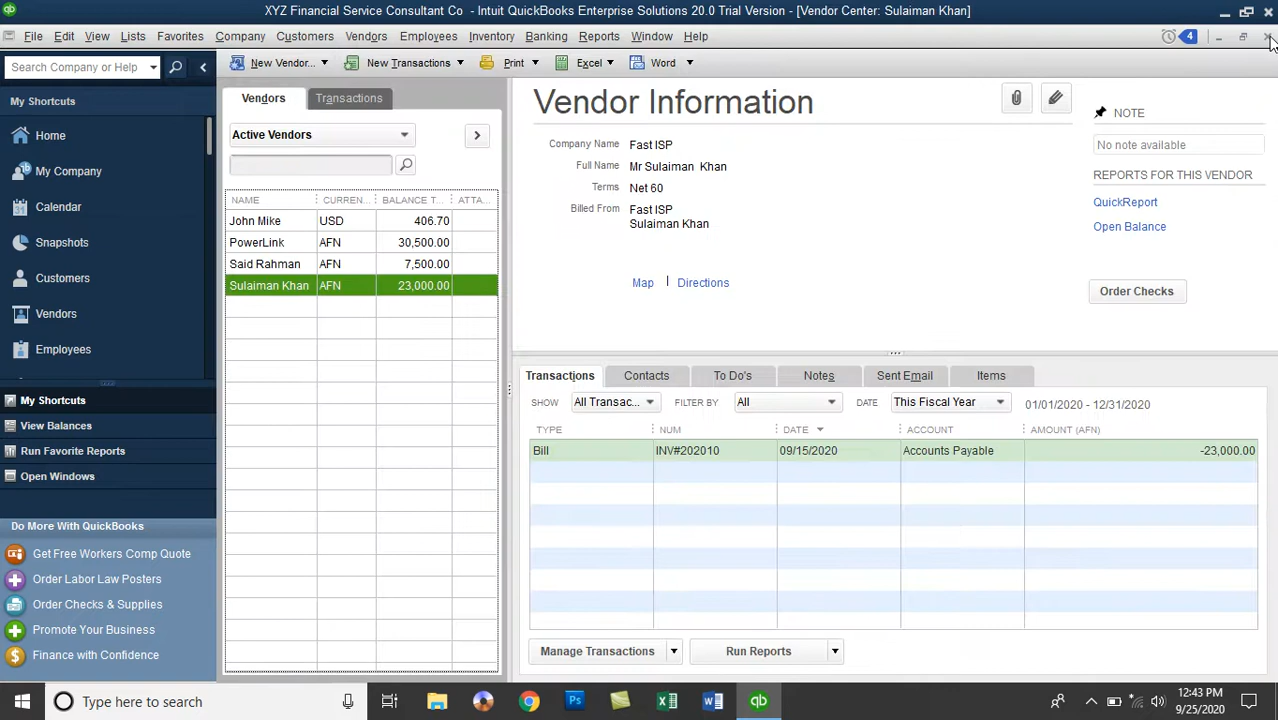 XYZ Financial Service Consultant Co - Intuit QuickBooks Enterprise Solutions 20.0 Trial Version - [Vendor Center: Sulaiman Khan]
File Edit View Lists Favorites Company Customers Vendors Employees Inventory Banking Reports Window Help 4
Search Company or Help
New Vendor... New Transactions Print Excel Word
My Shortcuts
Home
My Company
Calendar
Snapshots
Customers
Vendors
Employees
My Shortcuts
View Balances
Run Favorite Reports
Open Windows
Do More With QuickBooks
Get Free Workers Comp Quote
Order Labor Law Posters
Order Checks & Supplies
Promote Your Business
Finance with Confidence
Vendors Transactions
Active Vendors
NAME CURREN... BALANCE T... ATTA...
John Mike USD 406.70
PowerLink AFN 30,500.00
Said Rahman AFN 7,500.00
Sulaiman Khan AFN 23,000.00
Vendor Information
Company Name Fast ISP
Full Name Mr Sulaiman Khan
Terms Net 60
Billed From Fast ISP
Sulaiman Khan
Map Directions
NOTE
No note available
REPORTS FOR THIS VENDOR
QuickReport
Open Balance
Order Checks
Transactions Contacts To Do's Notes Sent Email Items
SHOW All Transac... FILTER BY All DATE This Fiscal Year 01/01/2020 - 12/31/2020
TYPE NUM DATE ACCOUNT AMOUNT (AFN)
Bill INV#202010 09/15/2020 Accounts Payable -23,000.00
Manage Transactions Run Reports
Type here to search
Ps
qb
12:43 PM
9/25/2020